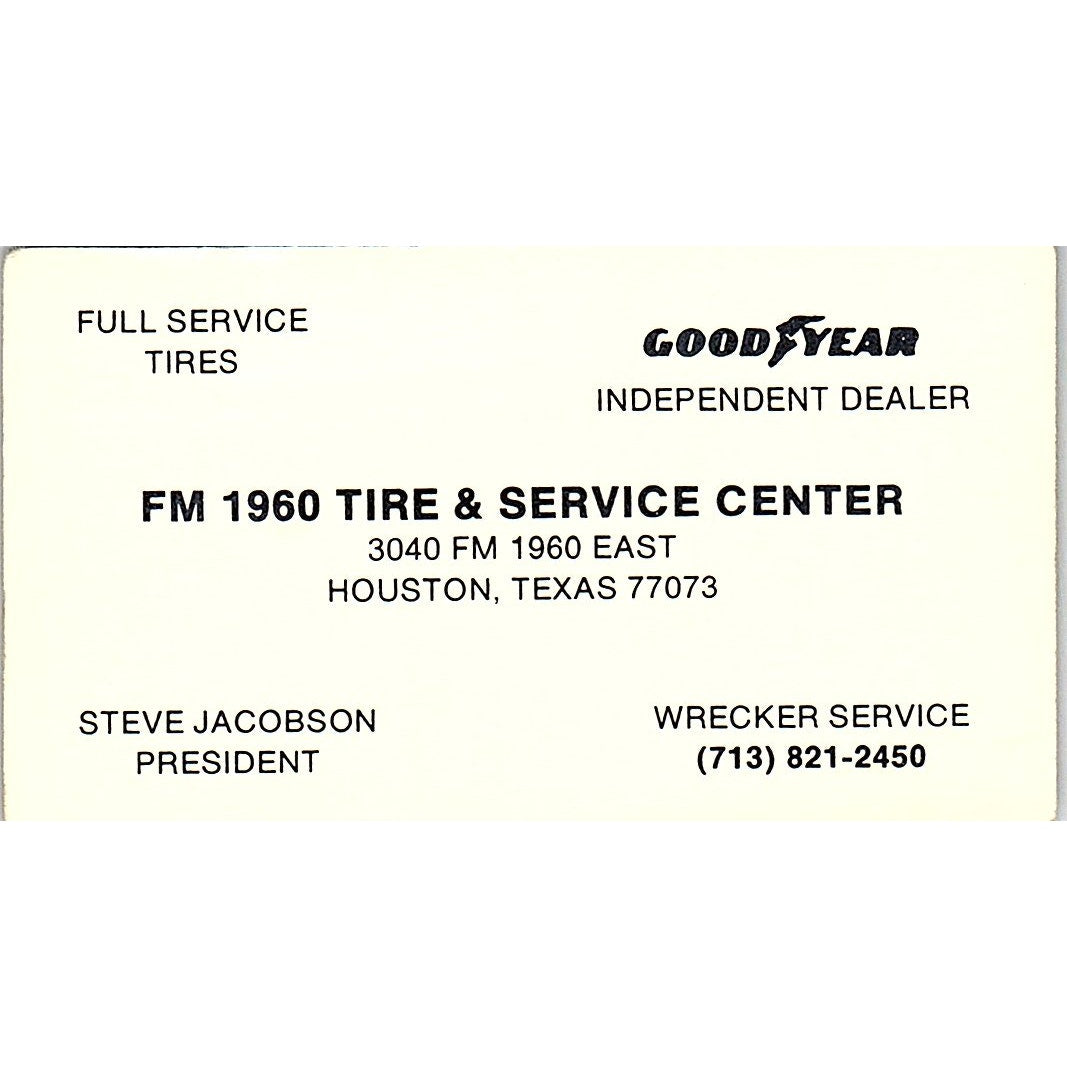 FULL SERVICE
TIRES
GOODYEAR
INDEPENDENT DEALER
FM 1960 TIRE & SERVICE CENTER
3040 FM 1960 EAST
HOUSTON, TEXAS 77073
STEVE JACOBSON
PRESIDENT
WRECKER SERVICE
(713) 821-2450